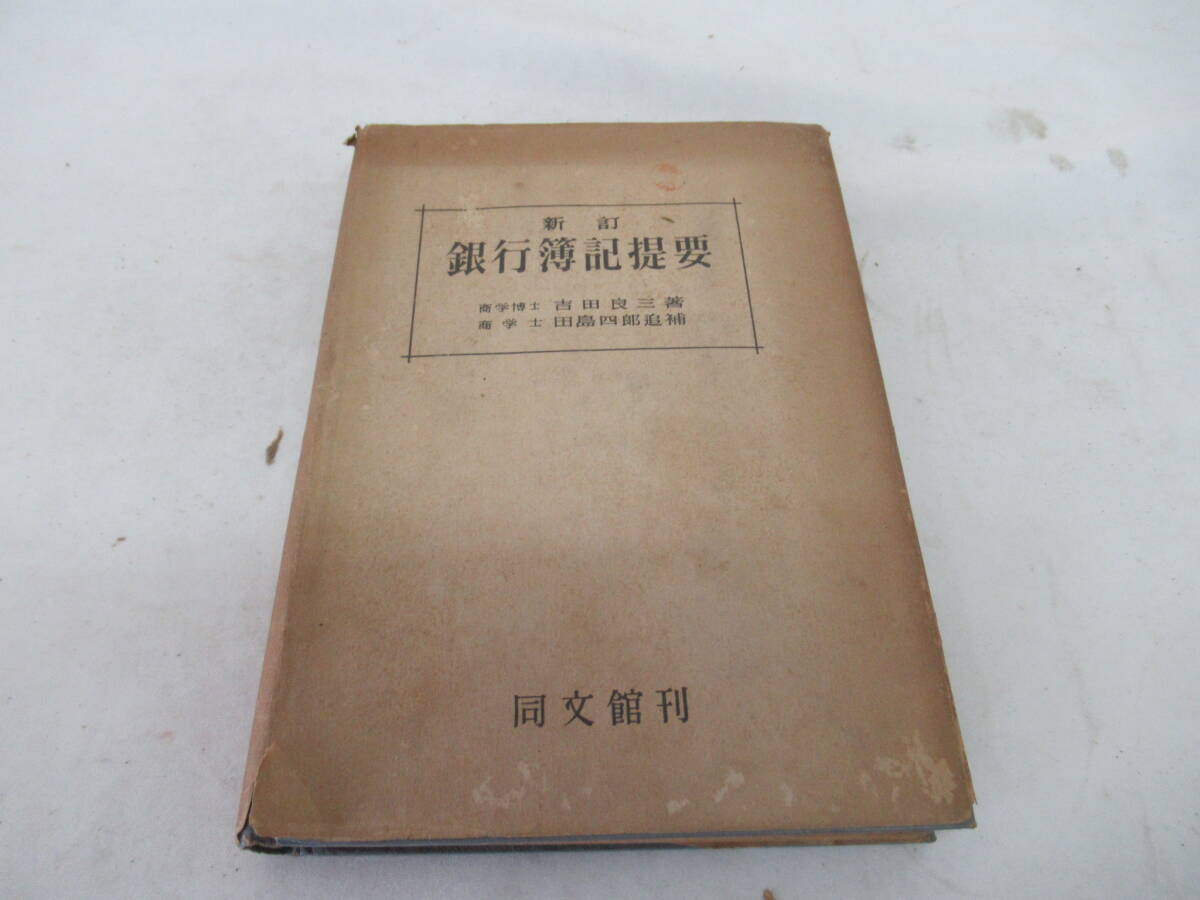 新訂
銀行簿記提要
商学博士 吉田良三著
商学士 田島四郎追補
同文館刊